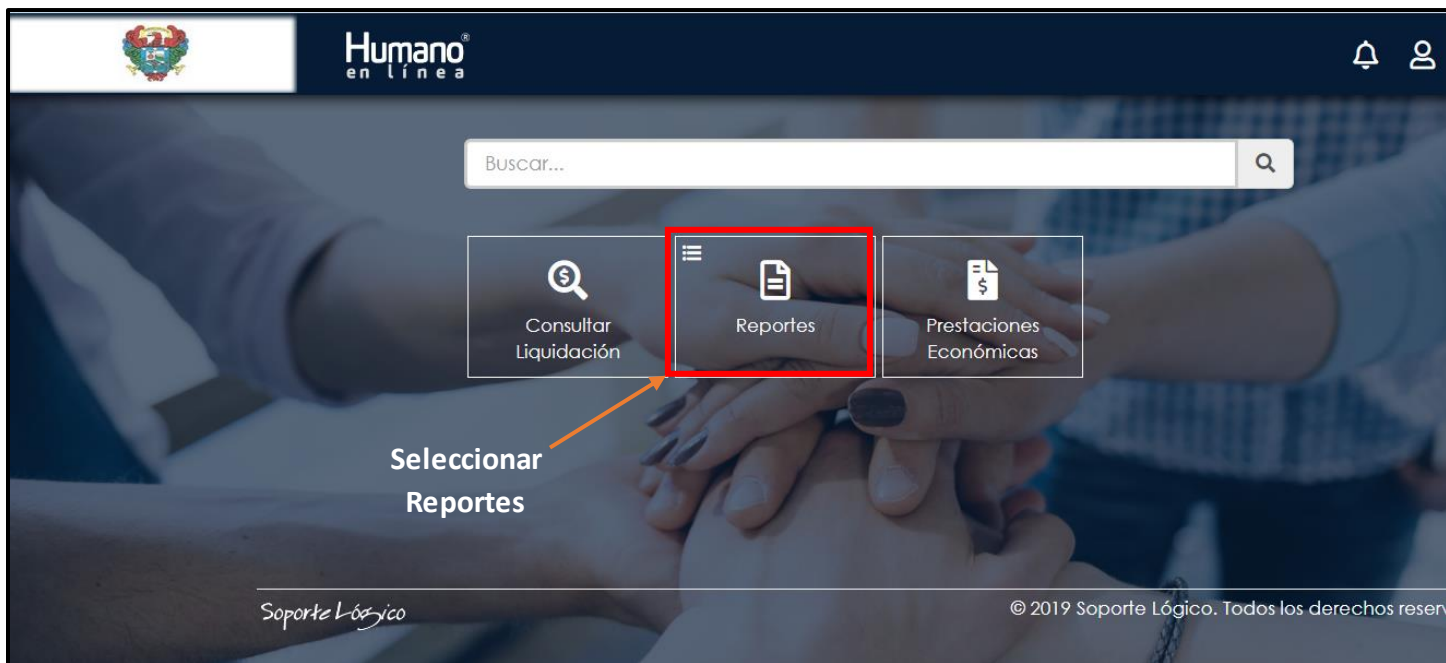 Humano®
en línea
Buscar...
Consultar
Liquidación
Reportes
Prestaciones
Económicas
Seleccionar
Reportes
Soporte Lógico
© 2019 Soporte Lógico. Todos los derechos reserv